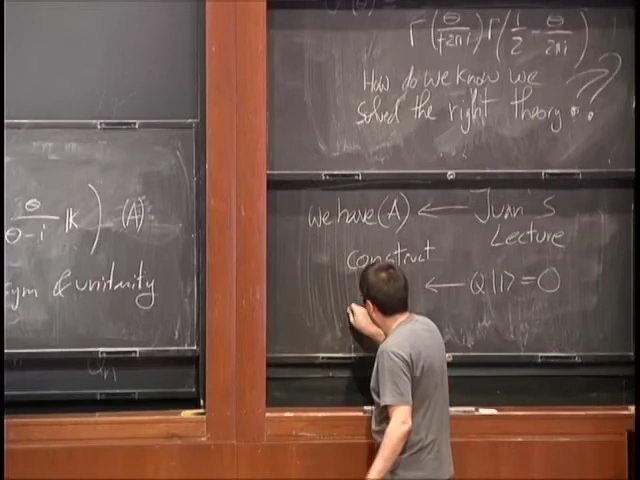 θ/(θ-i) K ) (A)
sym & unitarity
Γ(θ/2πi) Γ(1/2 - θ/2πi)
How do we know we ??
solved the right theory
we have (A) ← Juan's
Lecture
construct
← Q|1> = 0